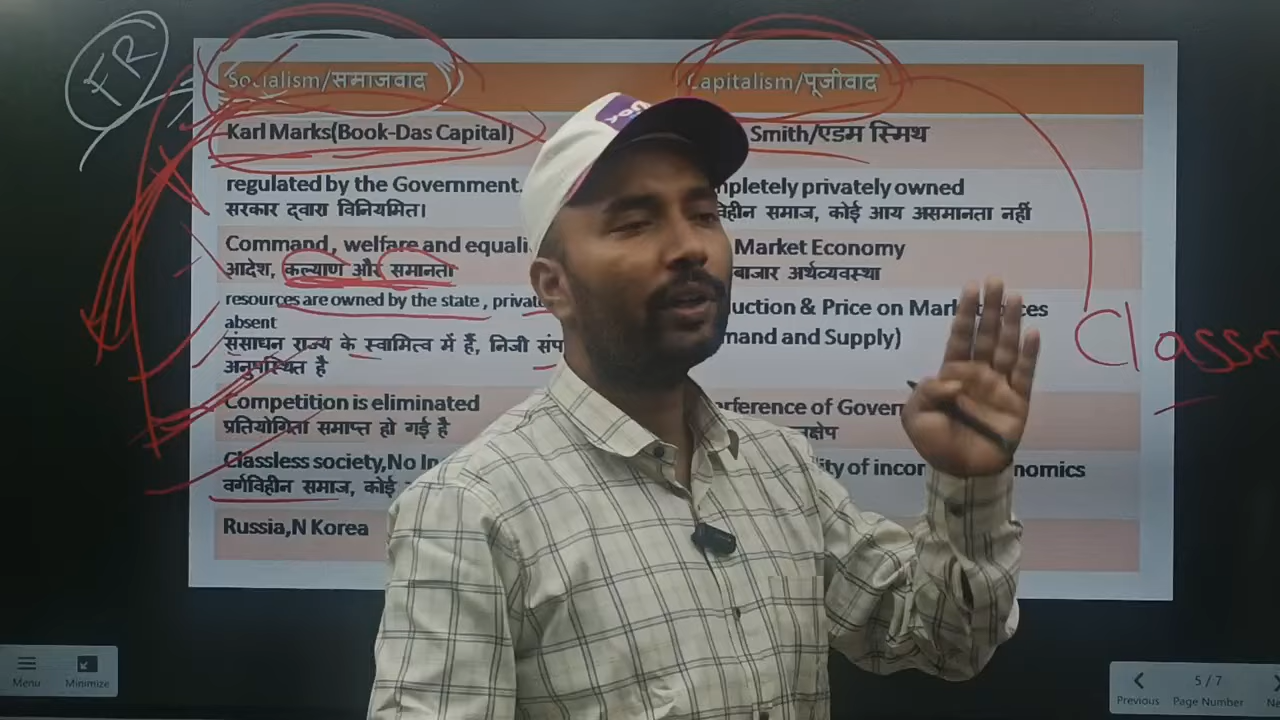 FR
Socialism/समाजवाद
Capitalism/पूजीवाद
Karl Marks(Book-Das Capital)
Smith/एडम स्मिथ
regulated by the Government.
सरकार द्वारा विनियमित।
mpletely privately owned
विहीन समाज, कोई आय असमानता नहीं
Command, welfare and equali
आदेश, कल्याण और समानता
Market Economy
बाजार अर्थव्यवस्था
resources are owned by the state , private
absent
संसाधन राज्य के स्वामित्व में हैं, निजी संप
अनुपस्थित है
uction & Price on Mark
mand and Supply)
Competition is eliminated
प्रतियोगिता समाप्त हो गई है
erference of Gover
Classless society,No In
वर्गविहीन समाज, कोई
ity of incom
nomics
Russia,N Korea
Classe
Menu
Minimize
5 / 7
Previous
Page Number